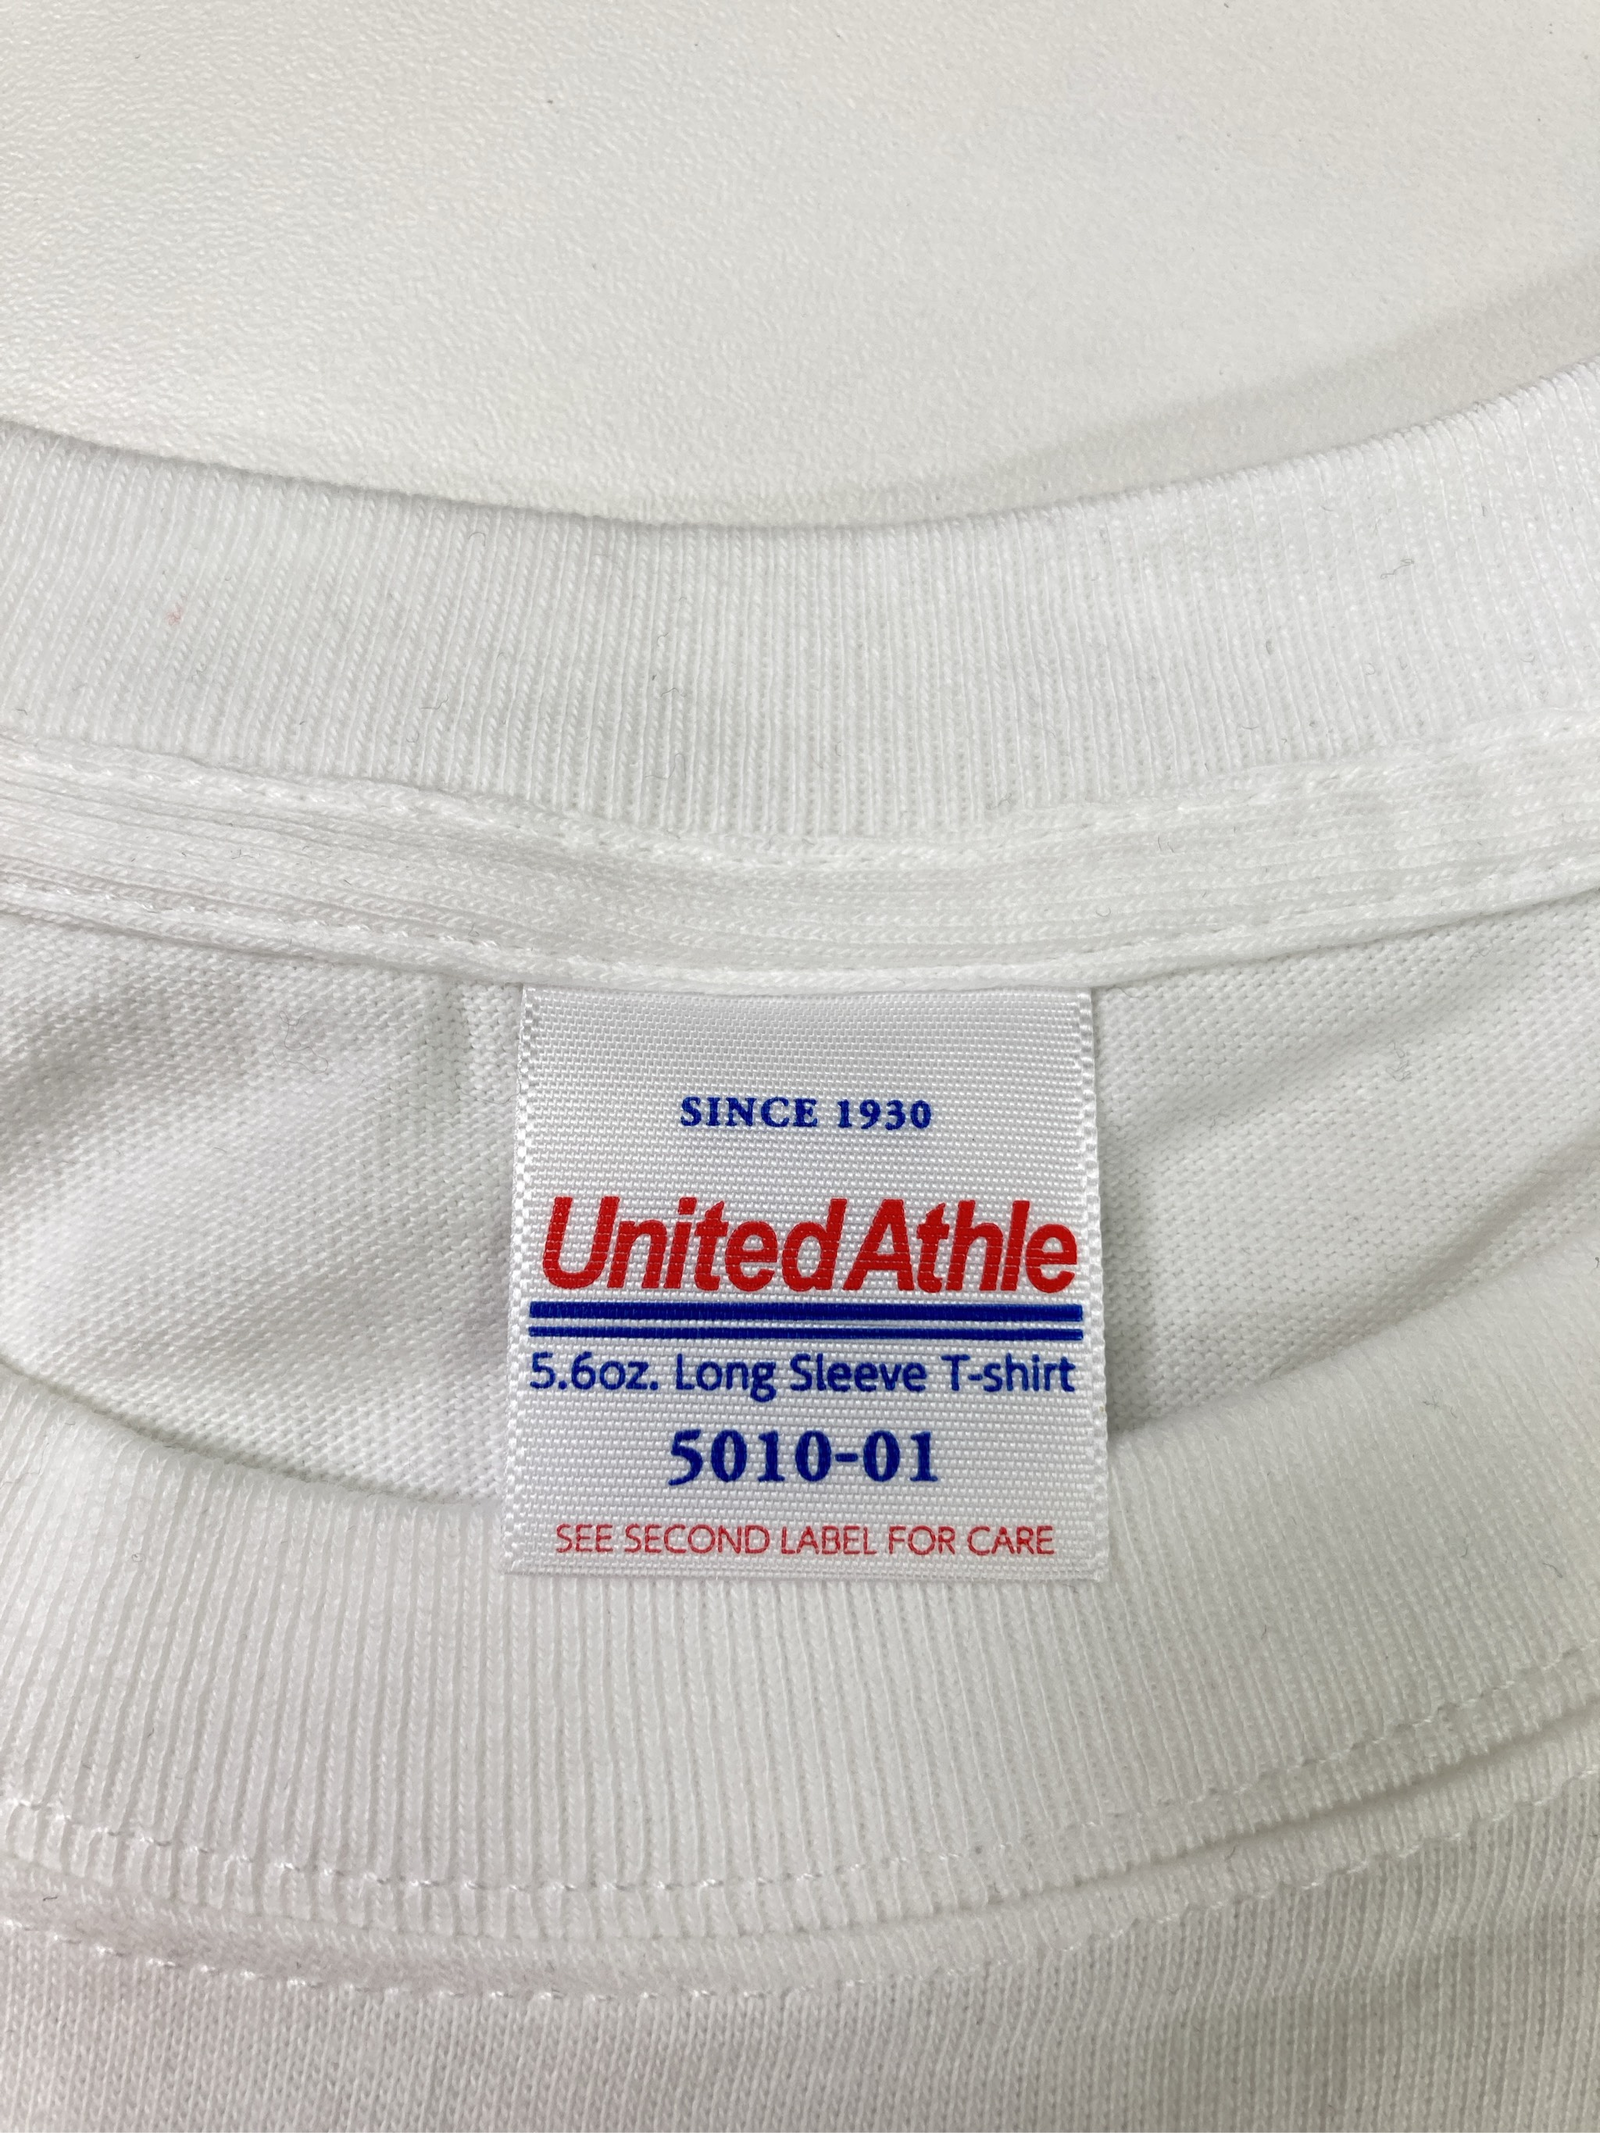 SINCE 1930
United Athle
5.6oz. Long Sleeve T-shirt
5010-01
SEE SECOND LABEL FOR CARE